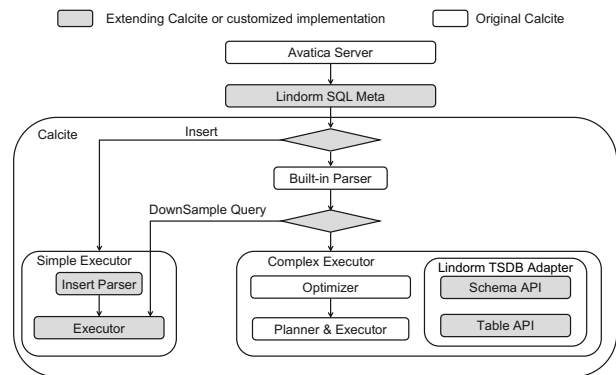 Extending Calcite or customized implementation
Original Calcite
Avatica Server
Lindorm SQL Meta
Insert
Calcite
Built-in Parser
DownSample Query
Simple Executor
Complex Executor
Lindorm TSDB Adapter
Insert Parser
Optimizer
Schema API
Executor
Planner & Executor
Table API